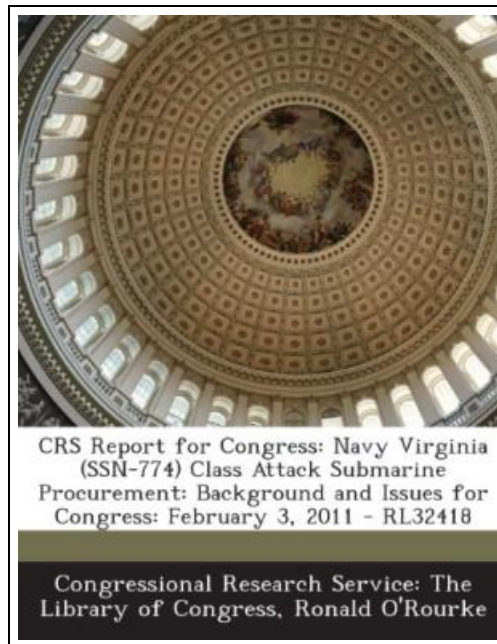 CRS Report for Congress: Navy Virginia
(SSN-774) Class Attack Submarine
Procurement: Background and Issues for
Congress: February 3, 2011 - RL32418
Congressional Research Service: The
Library of Congress, Ronald O'Rourke